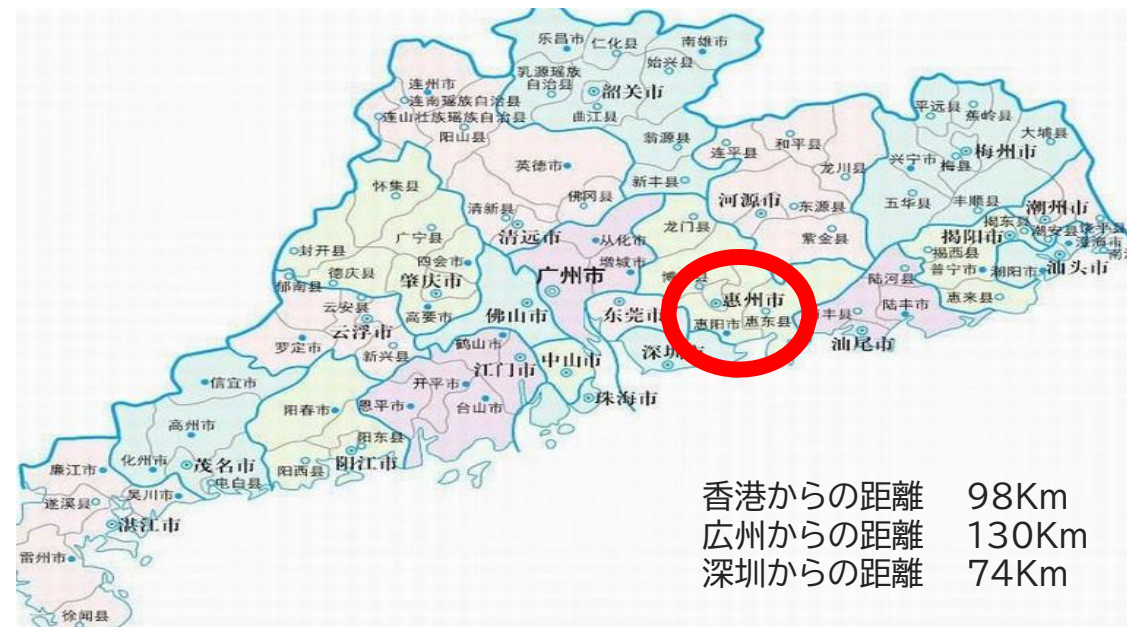 乐昌市
仁化县
南雄市
始兴县
乳源瑶族
自治县
韶关市
曲江县
翁源县
新丰县
连州市
连南瑶族自治县
连山壮族瑶族自治县
阳山县
英德市
佛冈县
清新县
清远市
连平县
和平县
龙川县
河源市
东源县
紫金县
平远县
蕉岭县
大埔县
兴宁市
梅县
梅州市
五华县
丰顺县
潮州市
揭东县
潮安县
饶平县
澄海市
揭阳市
揭西县
普宁市
潮阳市
汕头市
惠来县
陆河县
陆丰市
汕尾市
怀集县
广宁县
封开县
四会市
德庆县
肇庆市
郁南县
高要市
云安县
云浮市
罗定市
新兴县
从化市
增城市
广州市
龙门县
惠州市
惠阳市
惠东县
佛山市
东莞市
深圳市
鹤山市
江门市
中山市
珠海市
开平市
恩平市
台山市
信宜市
高州市
化州市
茂名市
电白县
阳春市
阳东县
阳西县
阳江市
廉江市
吴川市
遂溪县
湛江市
雷州市
徐闻县
香港からの距離 98Km
広州からの距離 130Km
深圳からの距離 74Km